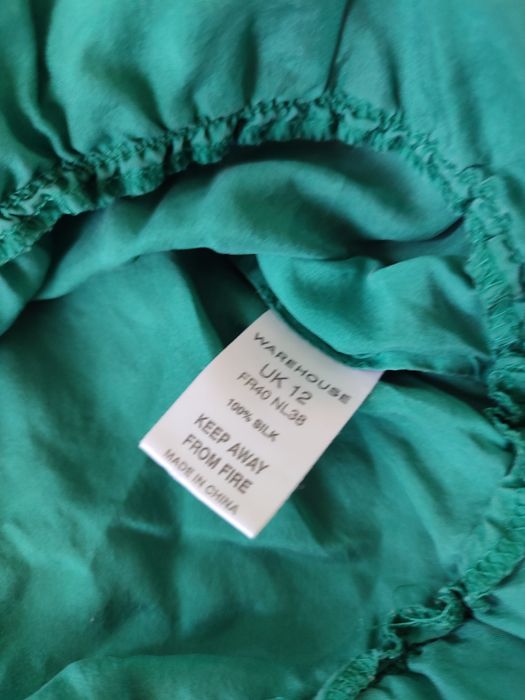 WAREHOUSE
UK 12
FR40 NL38
100% SILK
KEEP AWAY
FROM FIRE
MADE IN CHINA